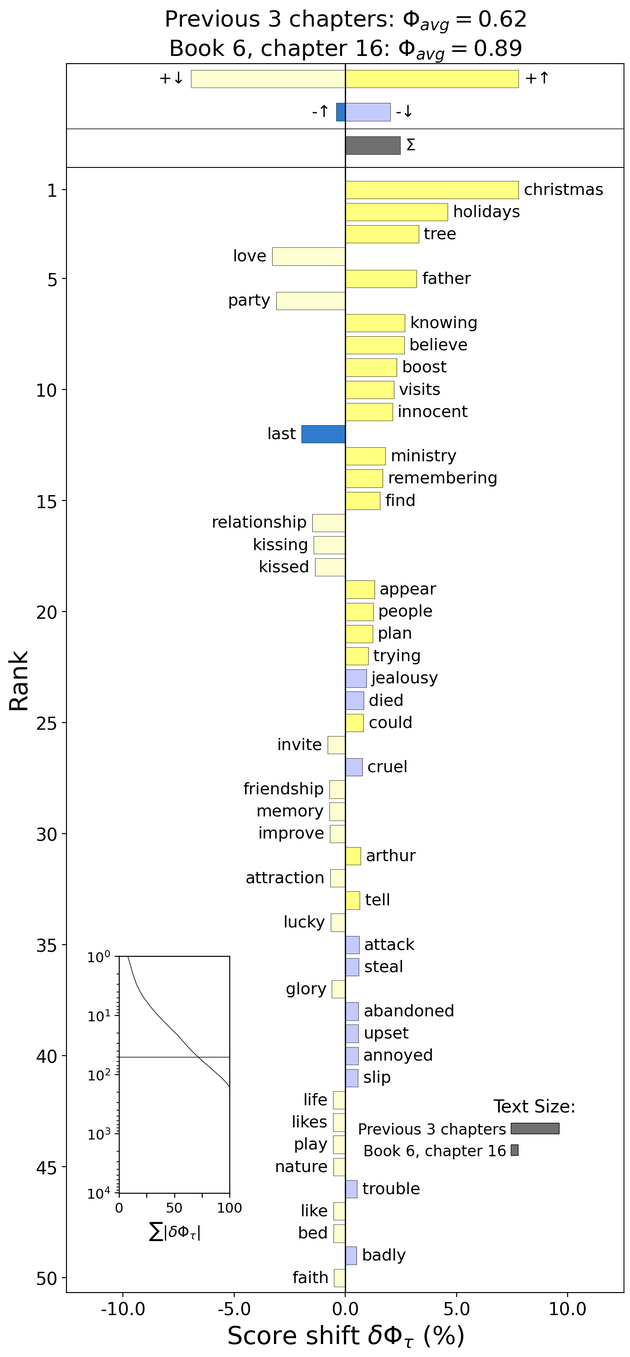 Previous 3 chapters: Φavg = 0.62
Book 6, chapter 16: Φavg = 0.89
+↓ +↑
-↑ -↓
Σ
1 christmas
holidays
tree
love
5 father
party
knowing
believe
boost
10 visits
innocent
last
ministry
remembering
15 find
relationship
kissing
kissed
appear
20 people
plan
trying
jealousy
died
25 could
invite
cruel
friendship
memory
30 improve
arthur
attraction
tell
lucky
35 attack
steal
glory
abandoned
upset
40 annoyed
slip
life
likes
play
45 nature
trouble
like
bed
badly
50 faith
Rank
10⁰
10¹
10²
10³
10⁴
0 50 100
∑|δΦτ|
Text Size:
Previous 3 chapters
Book 6, chapter 16
-10.0 -5.0 0.0 5.0 10.0
Score shift δΦτ (%)